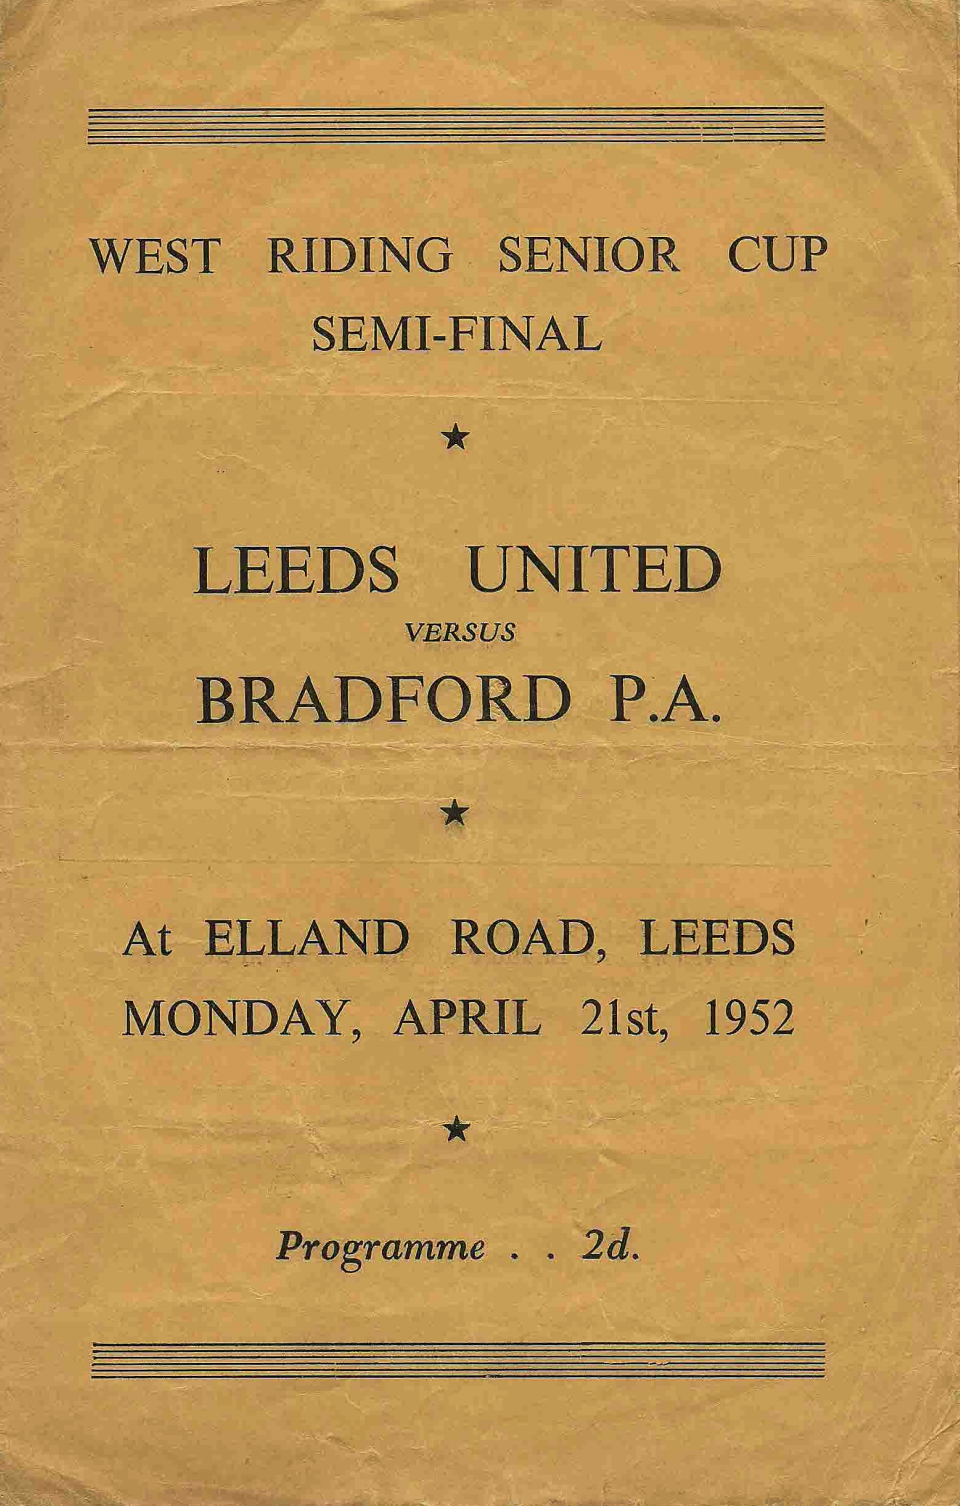 WEST RIDING SENIOR CUP
SEMI-FINAL
LEEDS UNITED
VERSUS
BRADFORD P.A.
At ELLAND ROAD, LEEDS
MONDAY, APRIL 21st, 1952
Programme . . 2d.